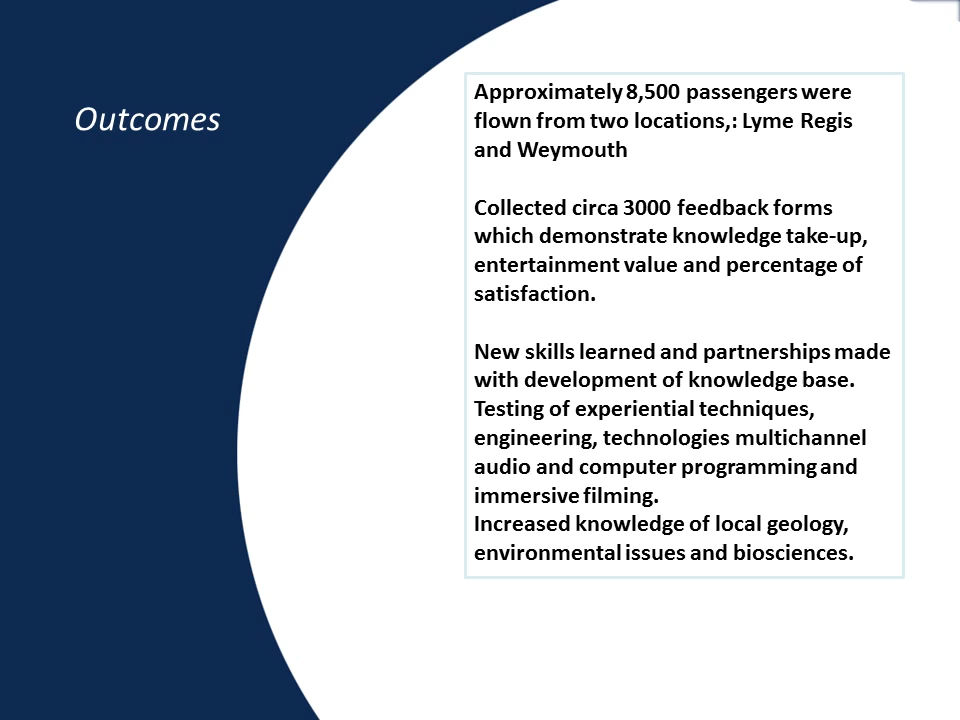 Outcomes
Approximately 8,500 passengers were
flown from two locations,: Lyme Regis
and Weymouth
Collected circa 3000 feedback forms
which demonstrate knowledge take-up,
entertainment value and percentage of
satisfaction.
New skills learned and partnerships made
with development of knowledge base.
Testing of experiential techniques,
engineering, technologies multichannel
audio and computer programming and
immersive filming.
Increased knowledge of local geology,
environmental issues and biosciences.